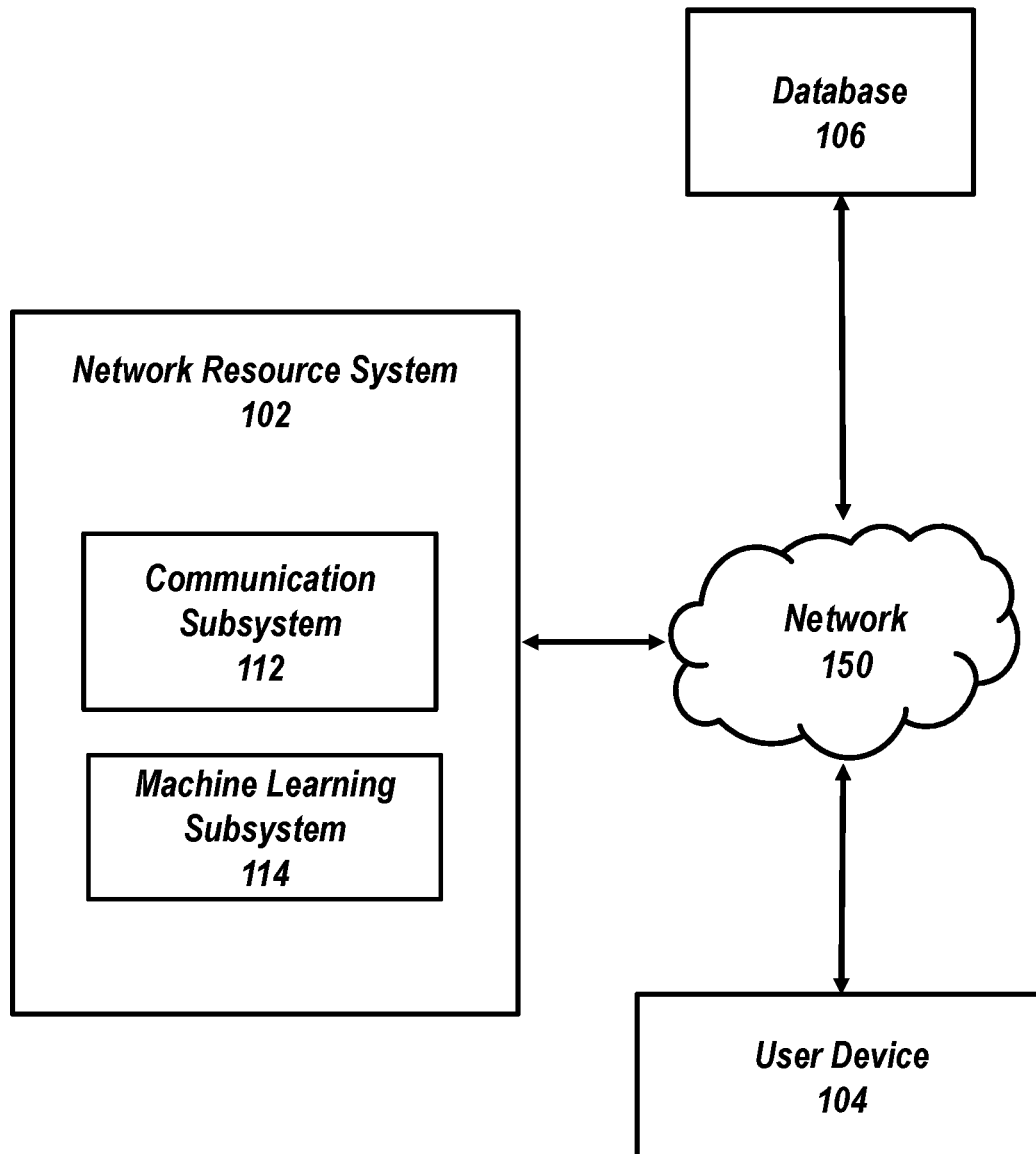 Database
106
Network Resource System
102
Communication
Subsystem
112
Machine Learning
Subsystem
114
Network
150
User Device
104